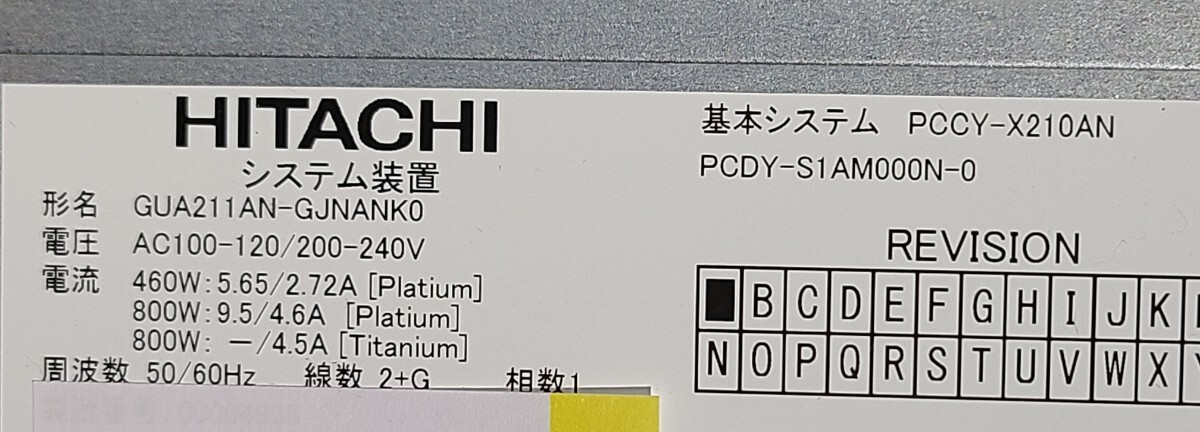 HITACHI
システム装置
形名 GUA211AN-GJNANK0
電圧 AC100-120/200-240V
電流 460W:5.65/2.72A [Platium]
800W:9.5/4.6A [Platium]
800W: −/4.5A [Titanium]
周波数 50/60Hz 線数 2+G 相数1
基本システム PCCY-X210AN
PCDY-S1AM000N-0
REVISION
■ B C D E F G H I J K
N O P Q R S T U V W X